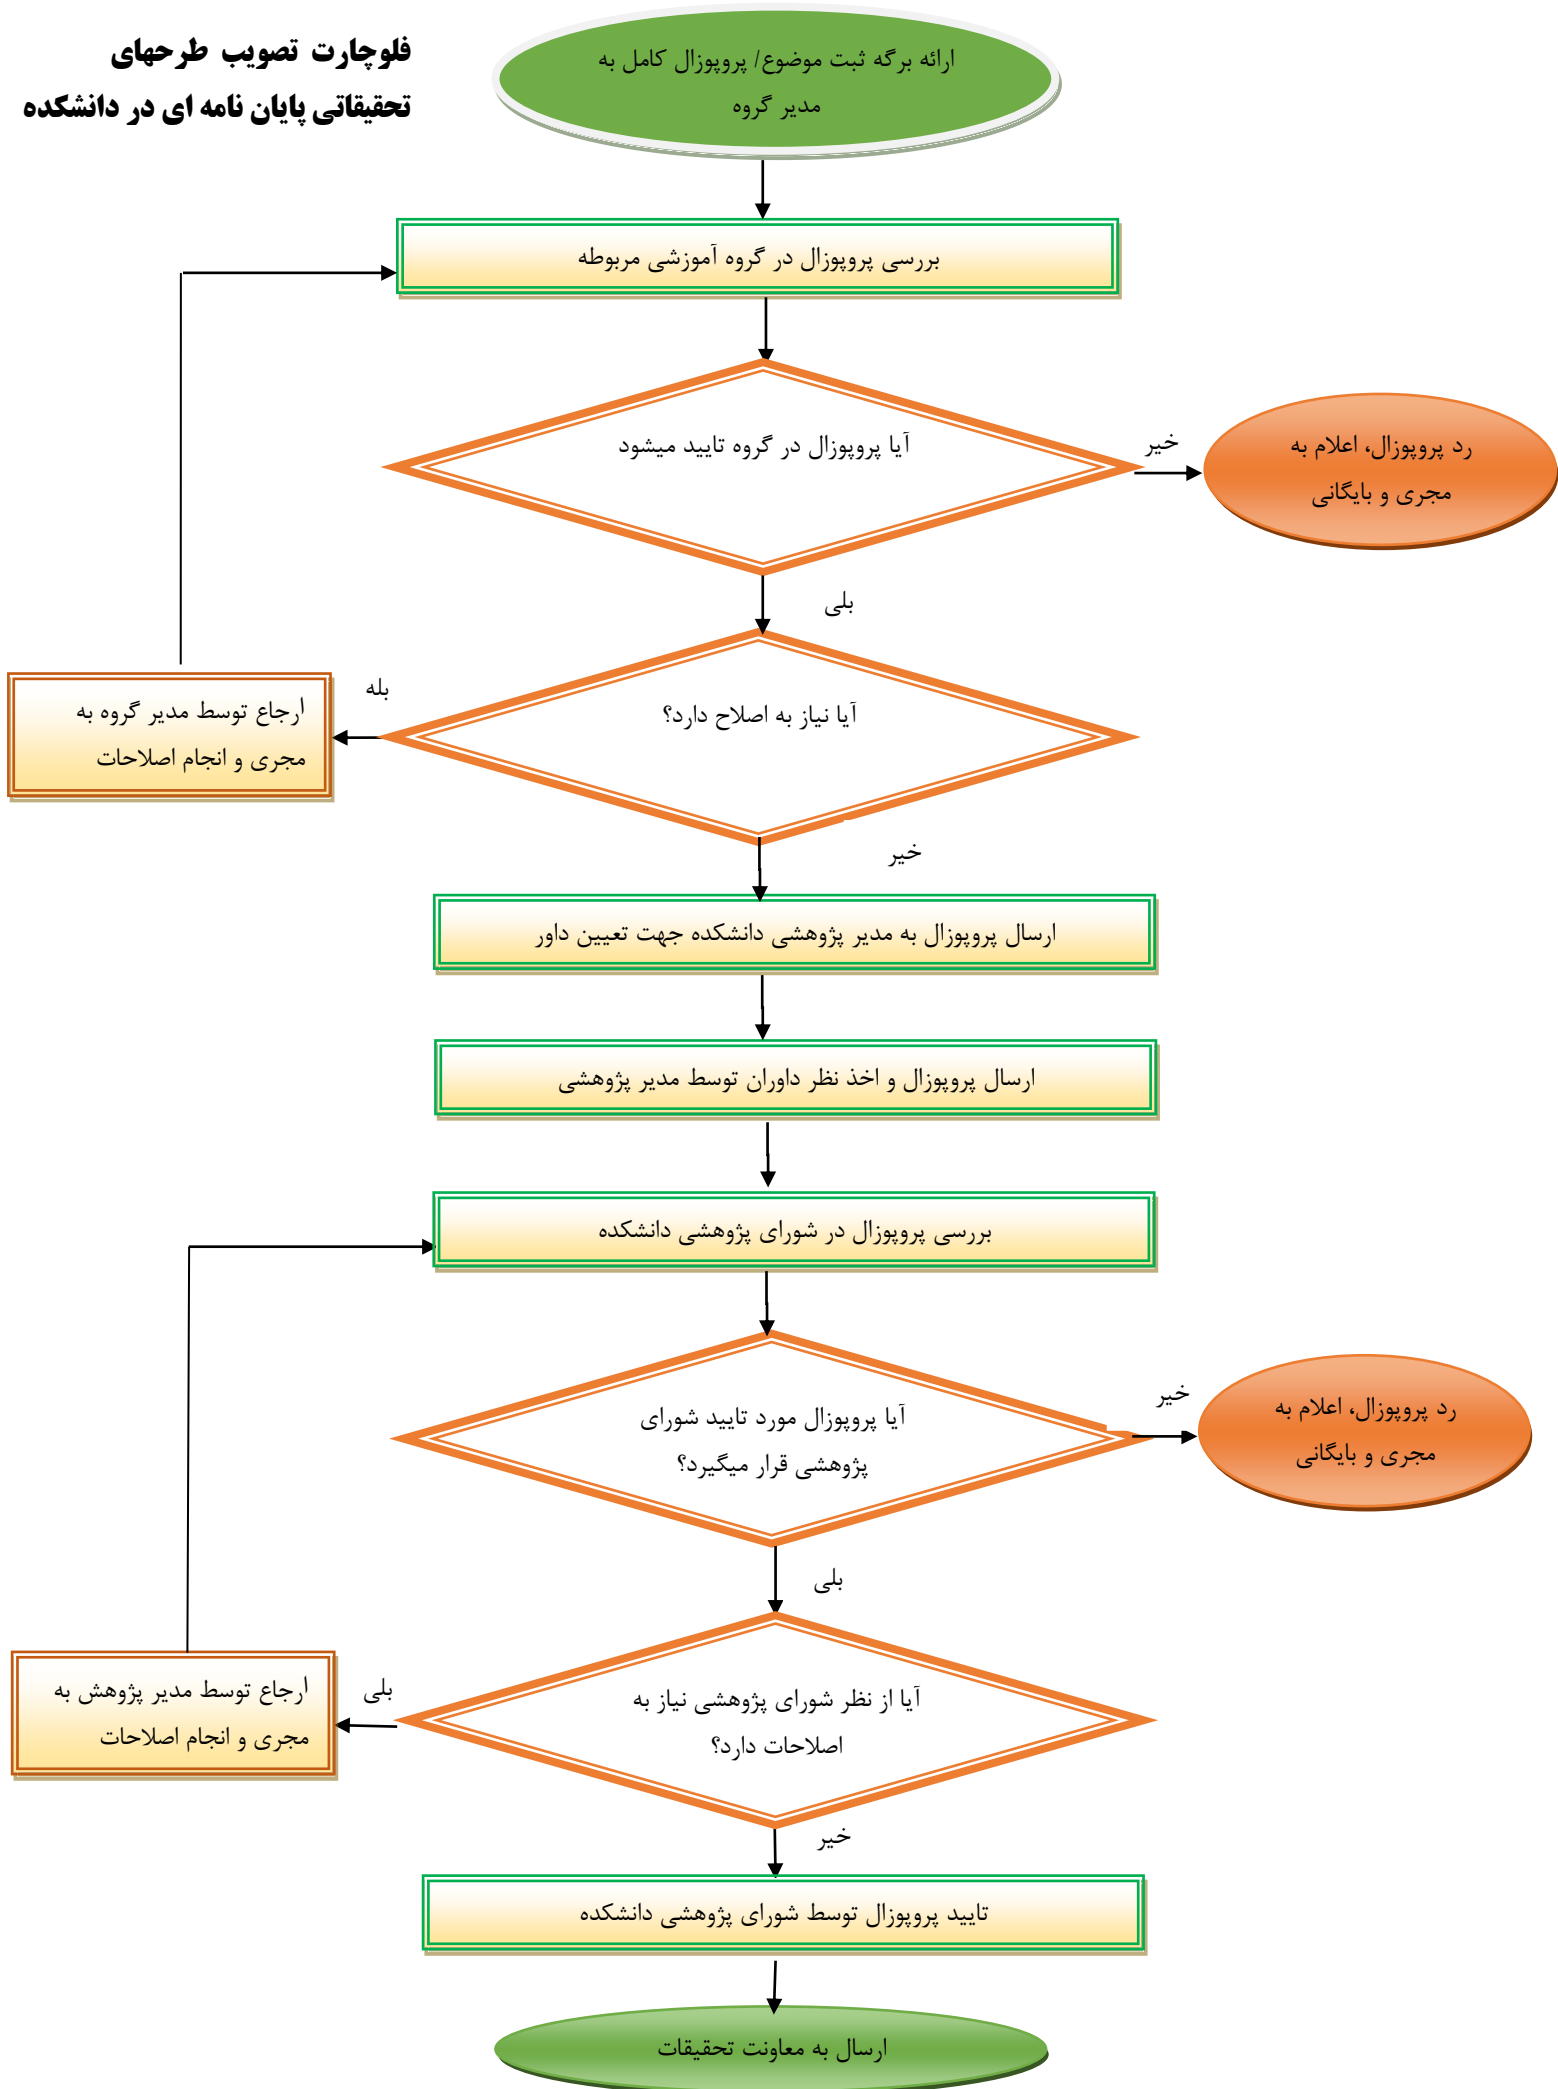 فلوچارت تصویب طرحهای
تحقیقاتی پایان نامه ای در دانشکده
ارائه برگه ثبت موضوع/ پروپوزال کامل به
مدیر گروه
بررسی پروپوزال در گروه آموزشی مربوطه
آیا پروپوزال در گروه تایید میشود
خیر
رد پروپوزال، اعلام به
مجری و بایگانی
بلی
آیا نیاز به اصلاح دارد؟
بله
ارجاع توسط مدیر گروه به
مجری و انجام اصلاحات
خیر
ارسال پروپوزال به مدیر پژوهشی دانشکده جهت تعیین داور
ارسال پروپوزال و اخذ نظر داوران توسط مدیر پژوهشی
بررسی پروپوزال در شورای پژوهشی دانشکده
آیا پروپوزال مورد تایید شورای
پژوهشی قرار میگیرد؟
خیر
رد پروپوزال، اعلام به
مجری و بایگانی
بلی
آیا از نظر شورای پژوهشی نیاز به
اصلاحات دارد؟
بلی
ارجاع توسط مدیر پژوهش به
مجری و انجام اصلاحات
خیر
تایید پروپوزال توسط شورای پژوهشی دانشکده
ارسال به معاونت تحقیقات